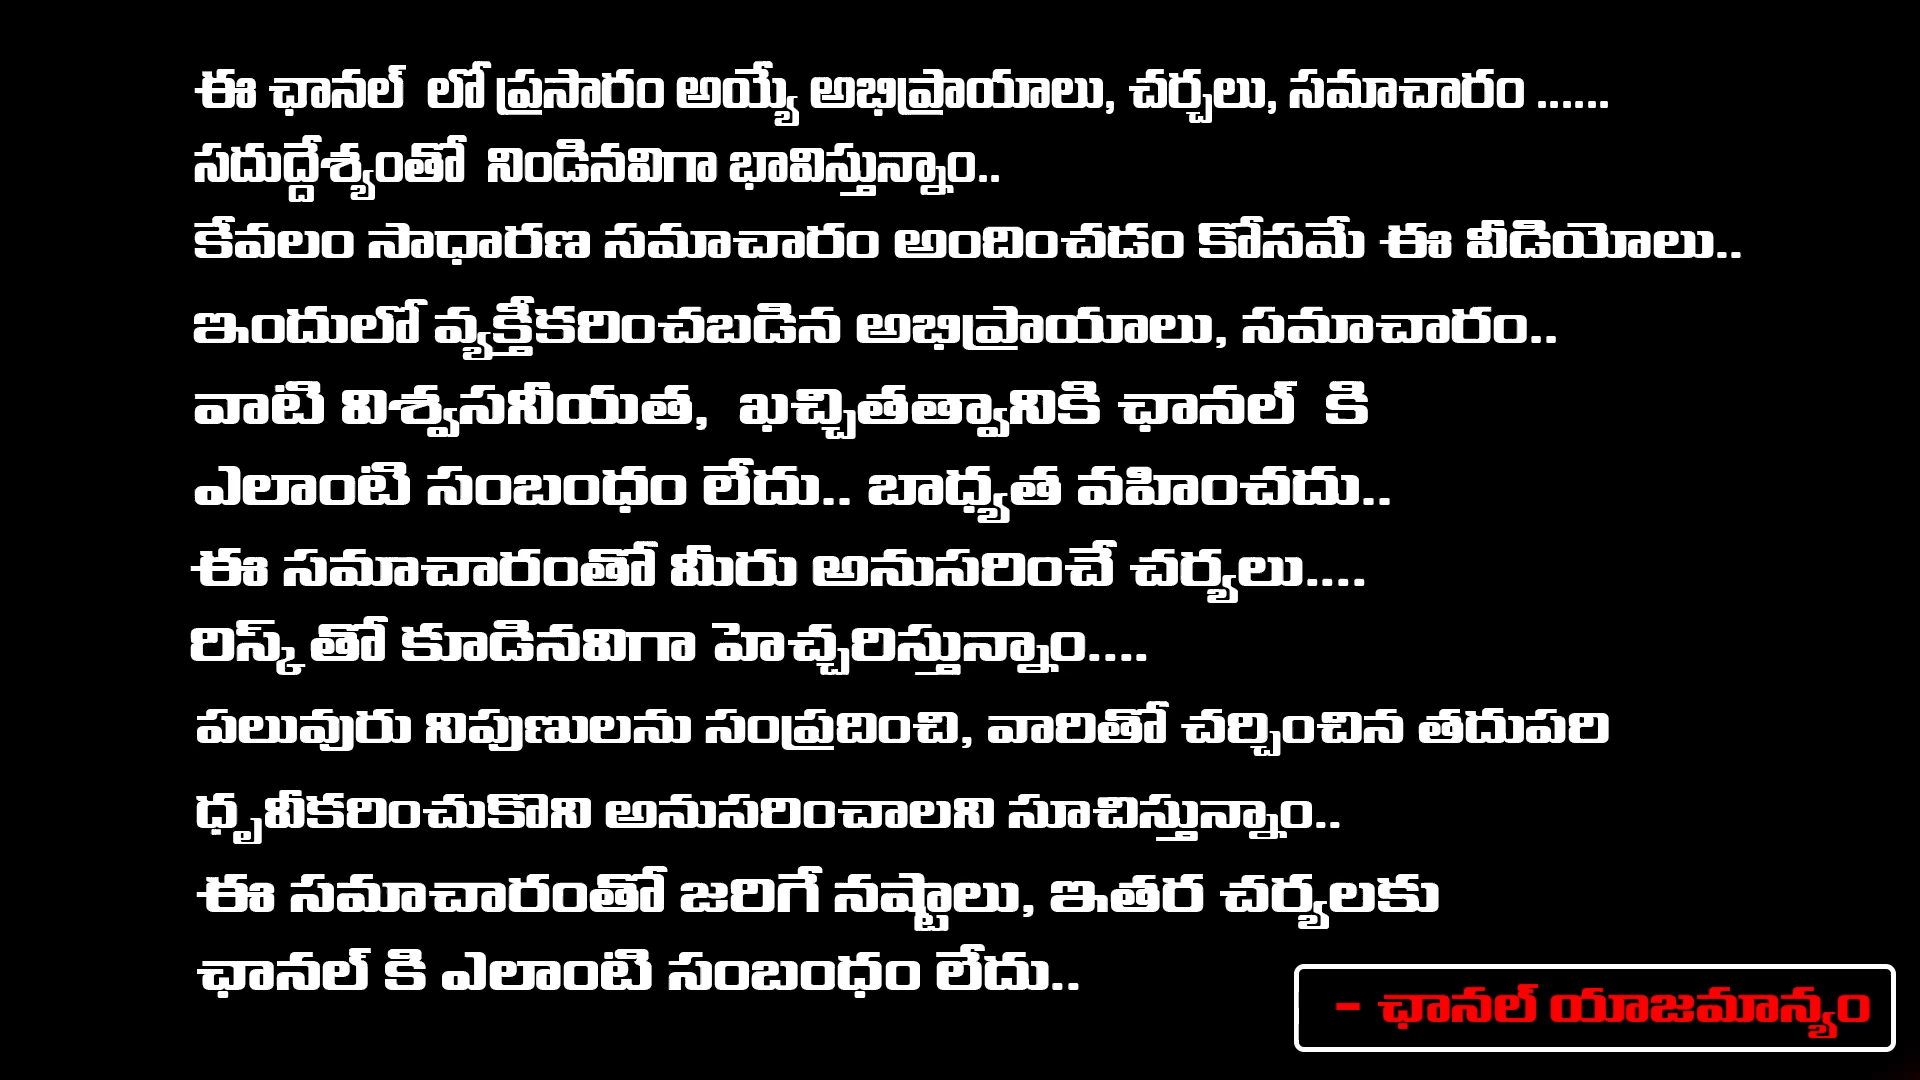 ఈ ఛానల్ లో ప్రసారం అయ్యే అభిప్రాయాలు, చర్చలు, సమాచారం ......
సదుద్దేశ్యంతో నిండినవిగా భావిస్తున్నాం..
కేవలం సాధారణ సమాచారం అందించడం కోసమే ఈ వీడియోలు..
ఇందులో వ్యక్తీకరించబడిన అభిప్రాయాలు, సమాచారం..
వాటి విశ్వసనీయత, ఖచ్చితత్వానికి ఛానల్ కి
ఎలాంటి సంబంధం లేదు.. బాధ్యత వహించదు..
ఈ సమాచారంతో మీరు అనుసరించే చర్యలు....
రిస్క్ తో కూడినవిగా హెచ్చరిస్తున్నాం....
పలువురు నిపుణులను సంప్రదించి, వారితో చర్చించిన తదుపరి
ధృవీకరించుకొని అనుసరించాలని సూచిస్తున్నాం..
ఈ సమాచారంతో జరిగే నష్టాలు, ఇతర చర్యలకు
ఛానల్ కి ఎలాంటి సంబంధం లేదు..
- ఛానల్ యాజమాన్యం